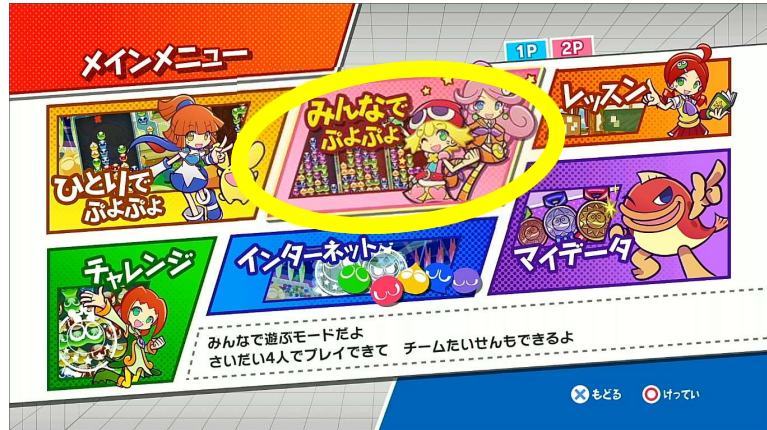 メインメニュー
1P 2P
ひとりで
ぷよぷよ
みんなで
ぷよぷよ
レッスン
チャレンジ
インターネット
マイデータ
みんなで遊ぶモードだよ
さいだい4人でプレイできて チームたいせんもできるよ
もどる けってい